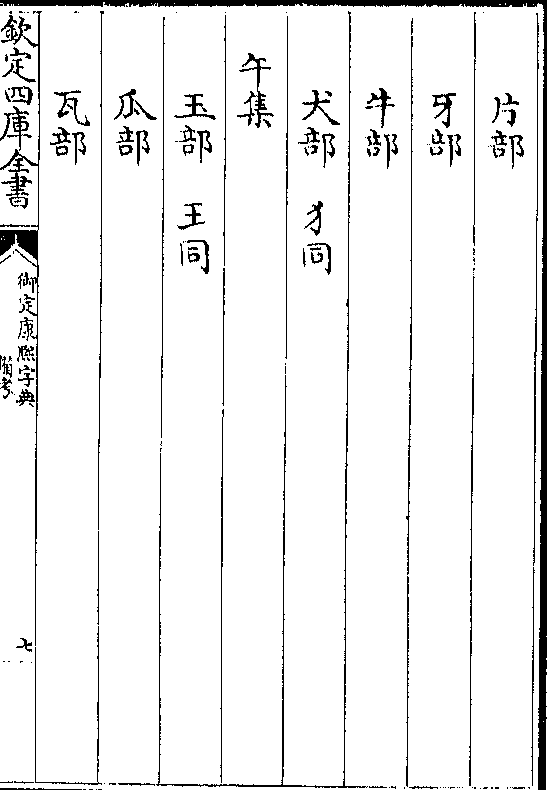 片部
牙部
牛部
犬部 犭同
午集
玉部 王同
瓜部
瓦部
欽定四庫全書
御定康熙字典
備考
七